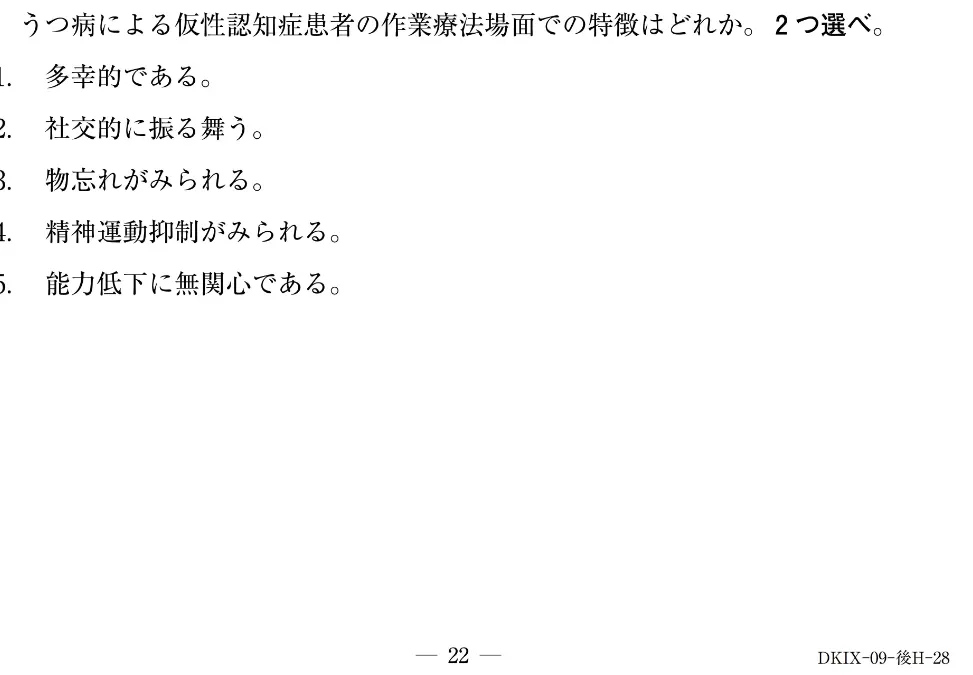 うつ病による仮性認知症患者の作業療法場面での特徴はどれか。2つ選べ。
1. 多幸的である。
2. 社交的に振る舞う。
3. 物忘れがみられる。
4. 精神運動抑制がみられる。
5. 能力低下に無関心である。
— 22 —
DKIX-09-後H-28